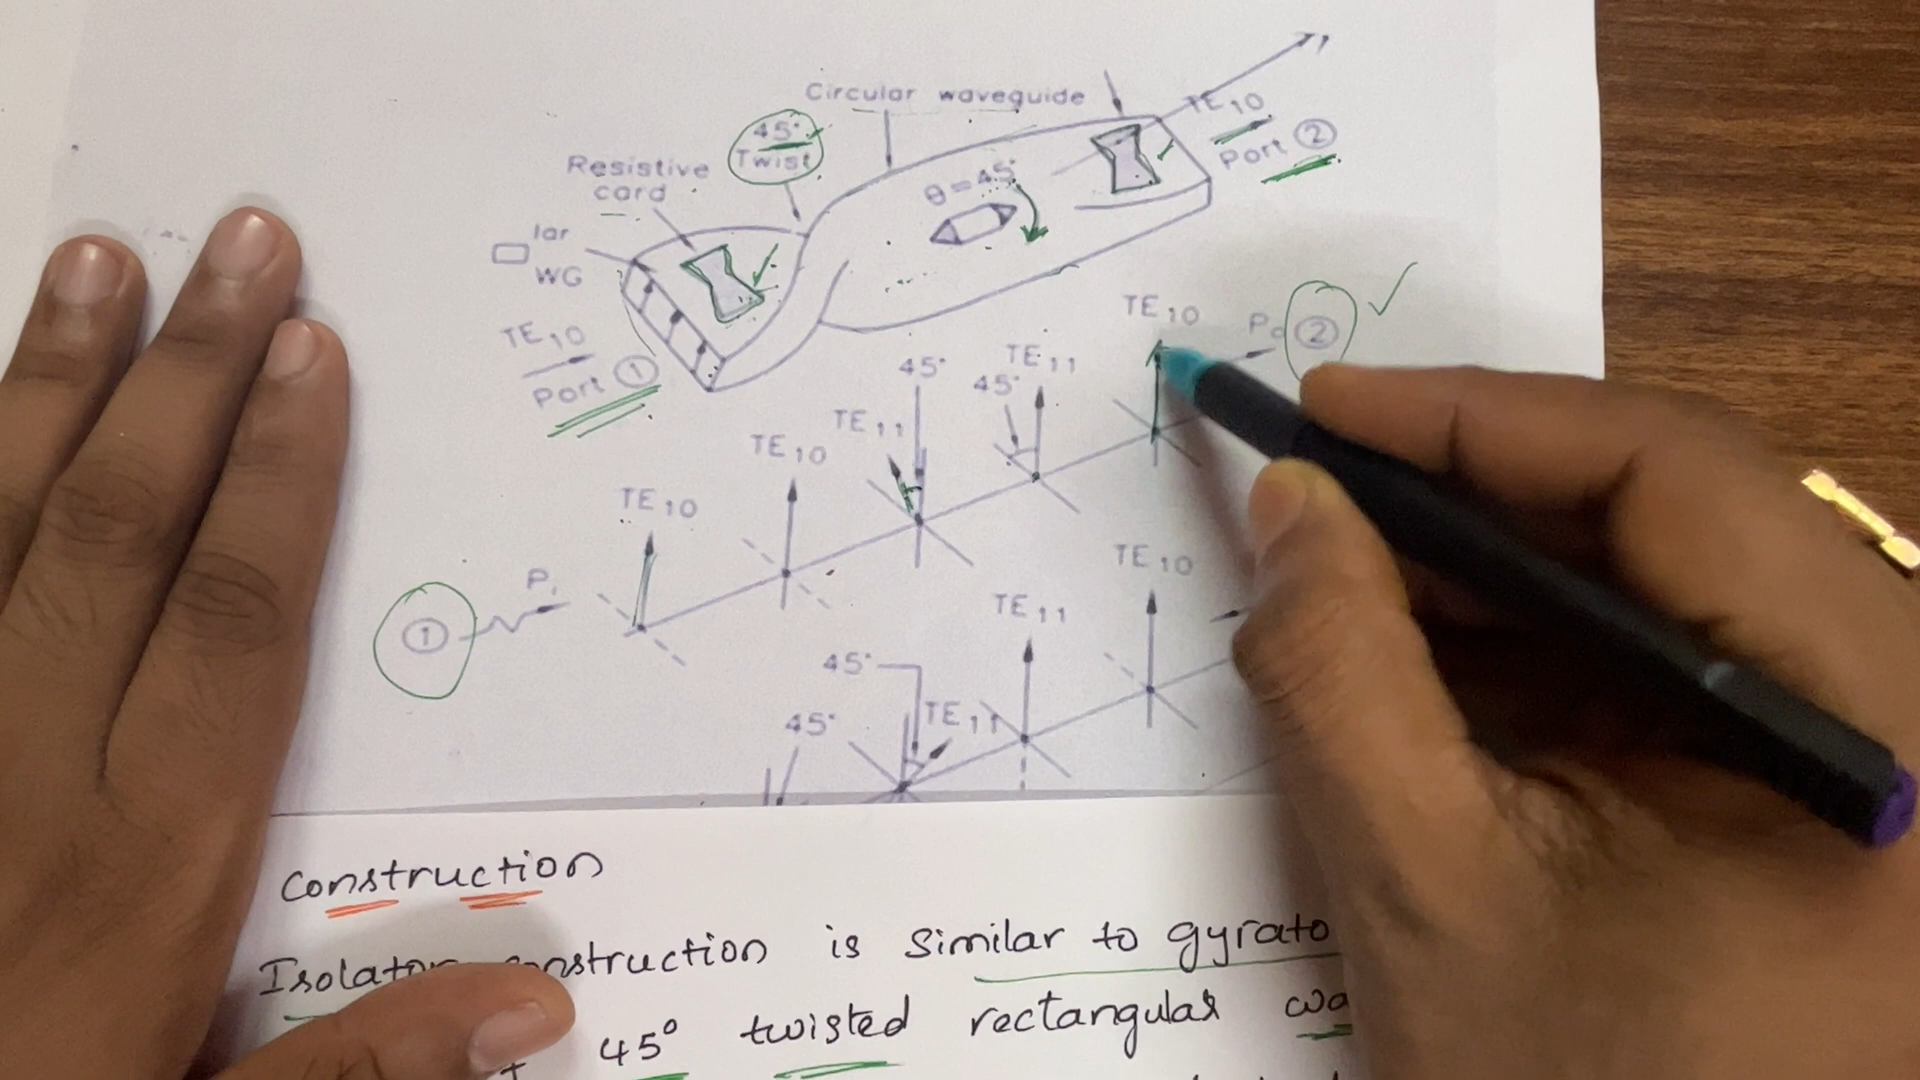 Circular waveguide
45°
Twist
Resistive
card
lar
WG
TE10
Port ①
θ=45°
TE10
Port ②
TE10
②
TE11
45°
45°
TE11
TE10
TE10
①
Pi
TE10
TE11
45°
TE11
45°
Construction
construction is similar to gyrato
45° twisted rectangular wa